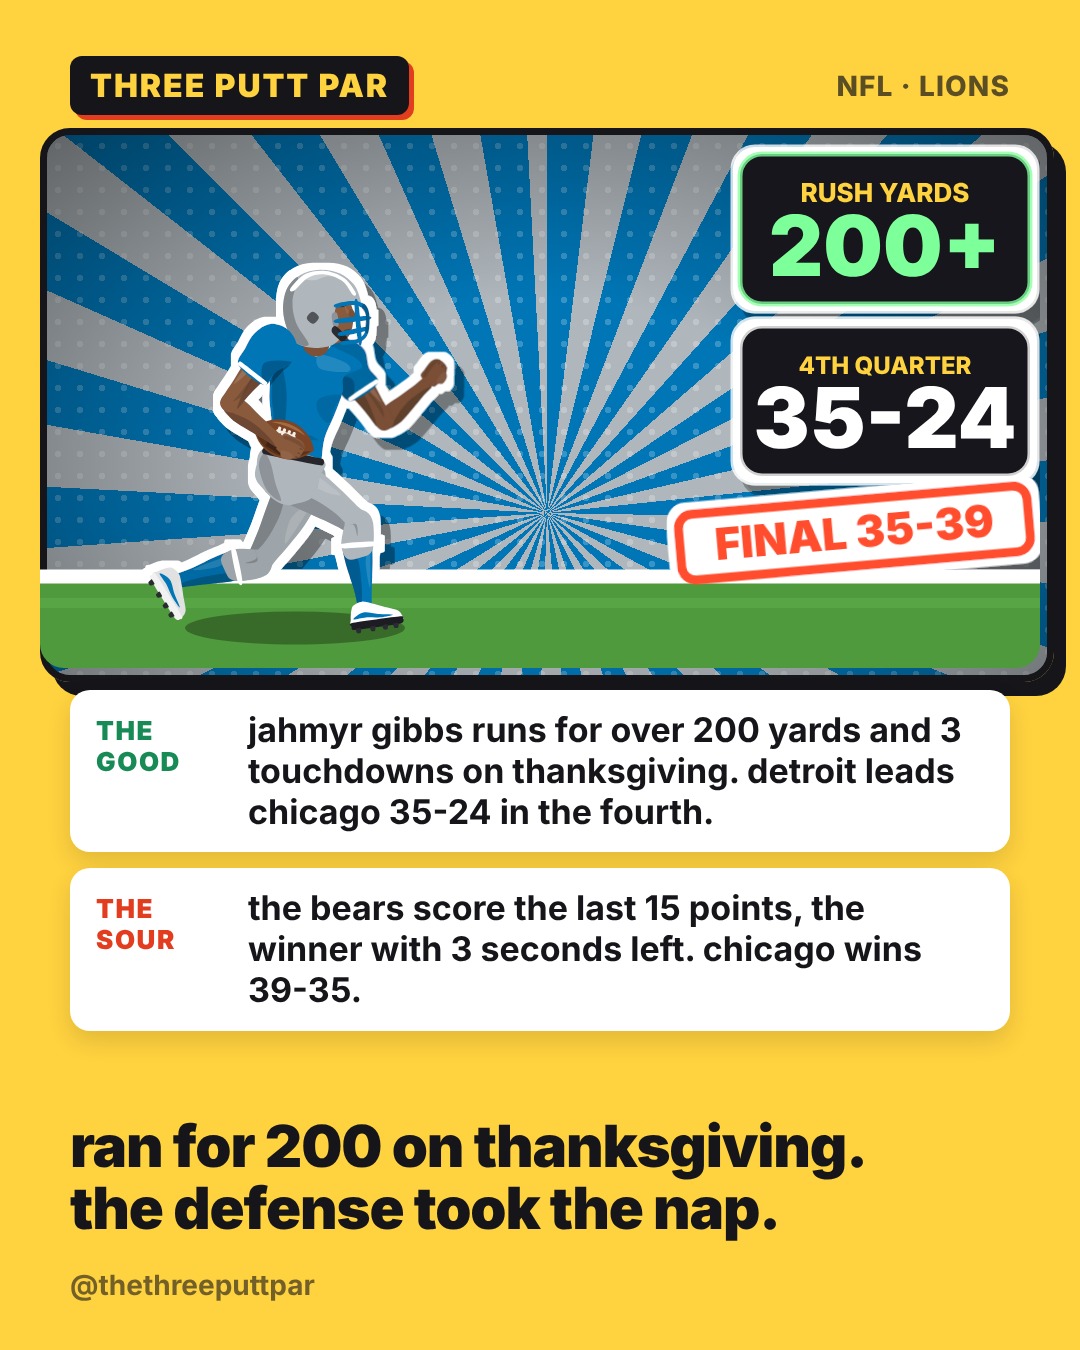 THREE PUTT PAR
NFL · LIONS
RUSH YARDS
200+
4TH QUARTER
35-24
FINAL 35-39
THE
GOOD
jahmyr gibbs runs for over 200 yards and 3
touchdowns on thanksgiving. detroit leads
chicago 35-24 in the fourth.
THE
SOUR
the bears score the last 15 points, the
winner with 3 seconds left. chicago wins
39-35.
ran for 200 on thanksgiving.
the defense took the nap.
@thethreeputtpar